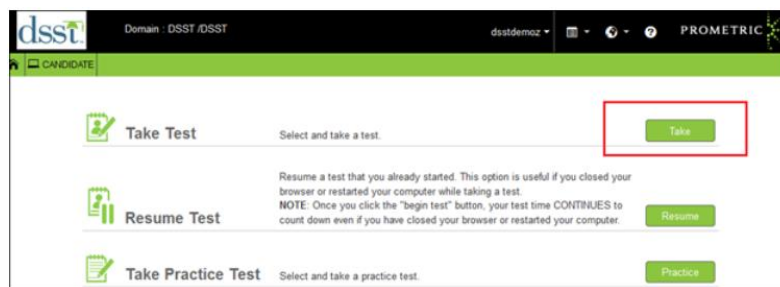 dsst
Domain : DSST /DSST
dsstdemoz
PROMETRIC
CANDIDATE
Take Test
Select and take a test.
Take
Resume Test
Resume a test that you already started. This option is useful if you closed your
browser or restarted your computer while taking a test.
NOTE: Once you click the "begin test" button, your test time CONTINUES to
count down even if you have closed your browser or restarted your computer.
Resume
Take Practice Test
Select and take a practice test.
Practice